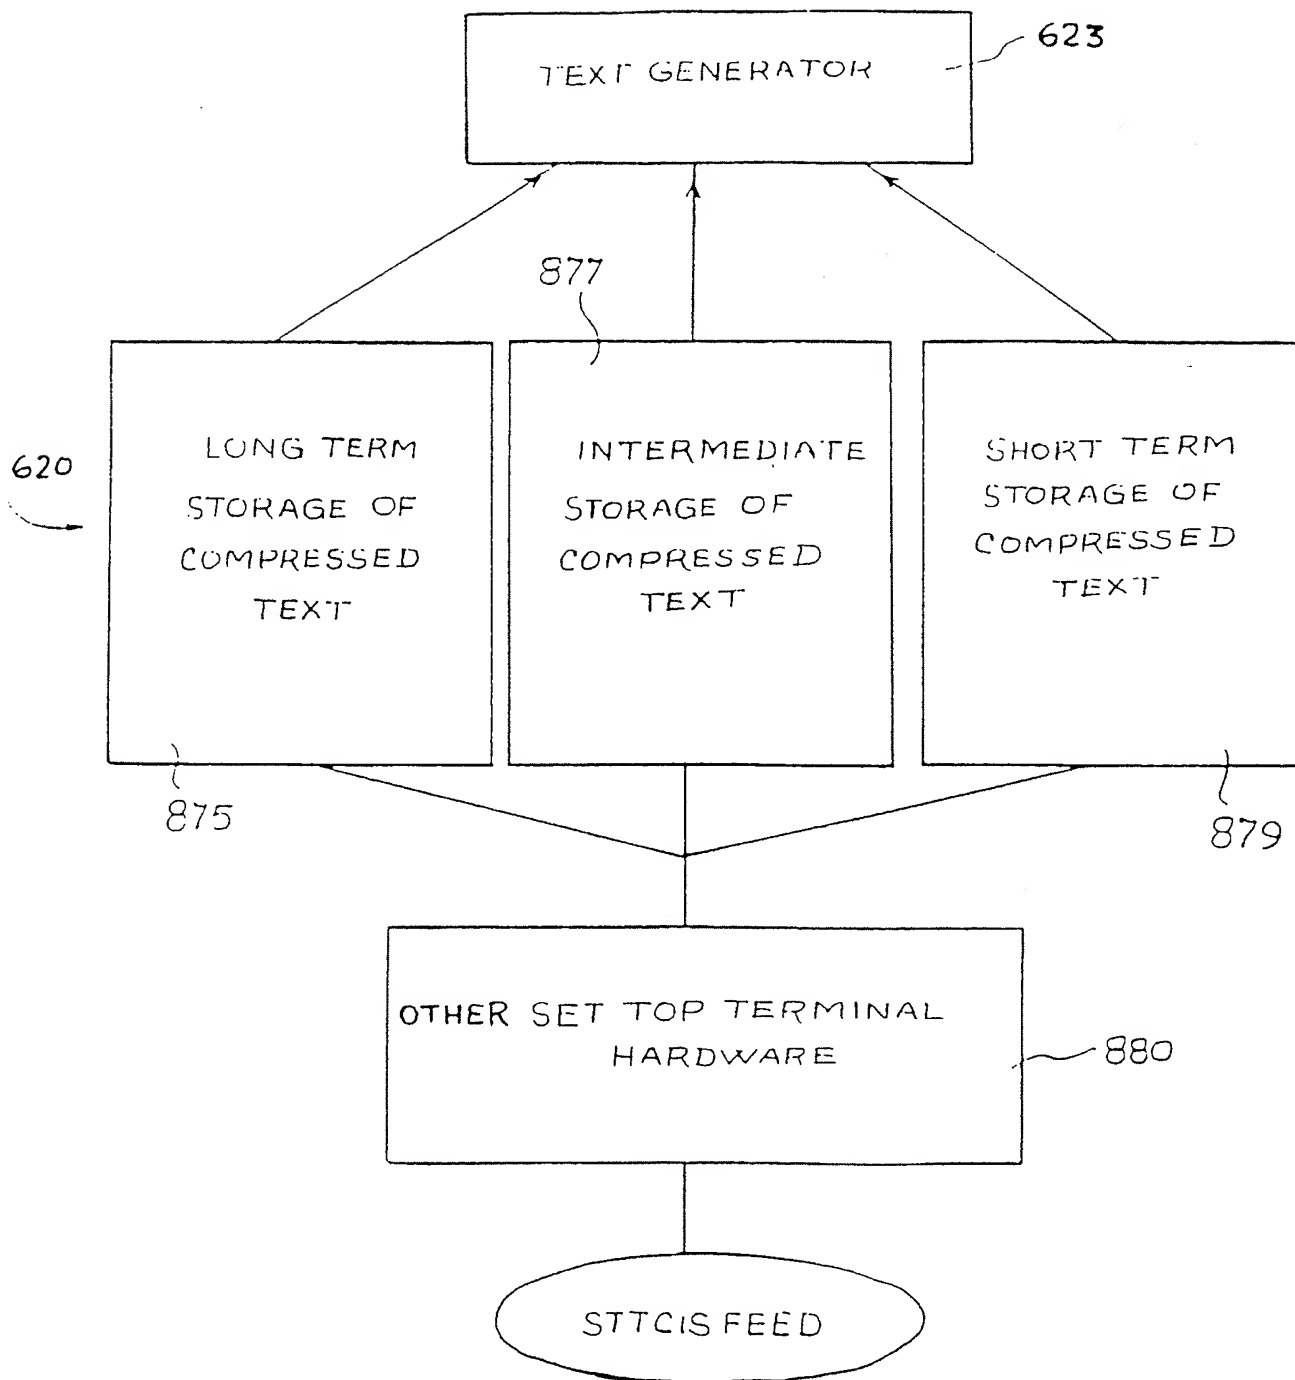 623
TEXT GENERATOR
877
620
LONG TERM
STORAGE OF
COMPRESSED
TEXT
INTERMEDIATE
STORAGE OF
COMPRESSED
TEXT
SHORT TERM
STORAGE OF
COMPRESSED
TEXT
875
879
OTHER SET TOP TERMINAL
HARDWARE
880
STTCIS FEED